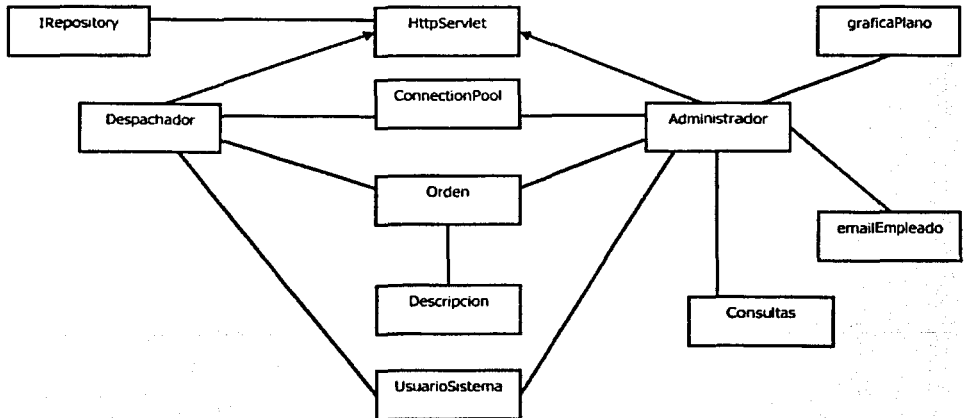 IRepository
HttpServlet
graficaPlano
ConnectionPool
Despachador
Administrador
Orden
emailEmpleado
Descripcion
Consultas
UsuarioSistema